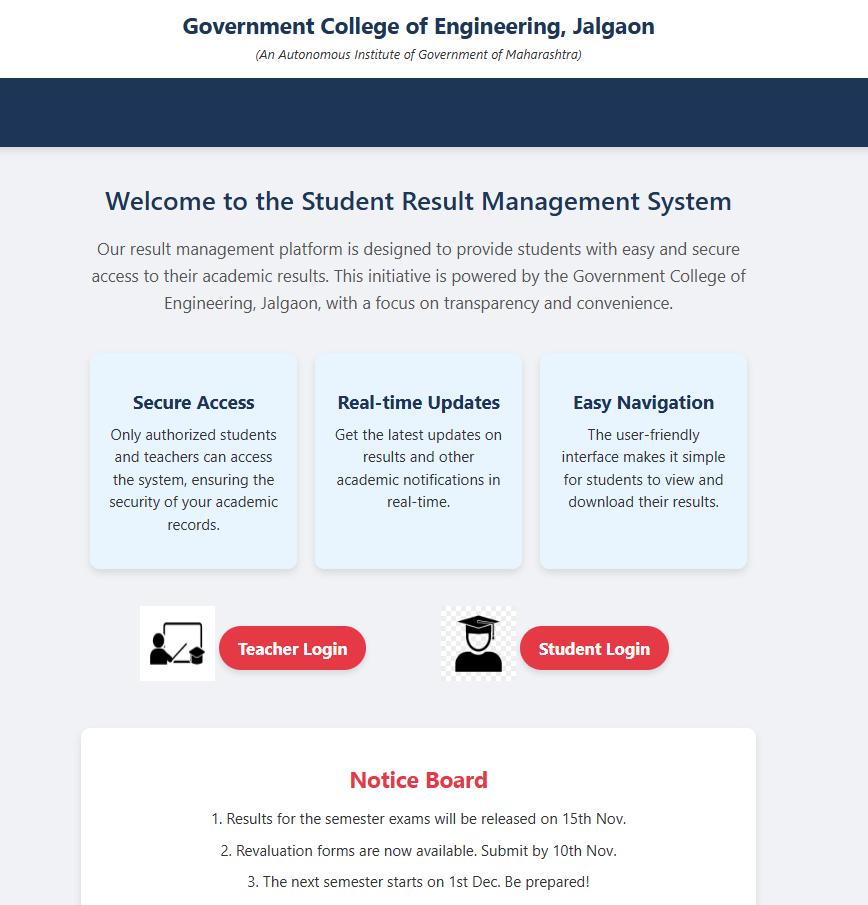 Government College of Engineering, Jalgaon
(An Autonomous Institute of Government of Maharashtra)
Welcome to the Student Result Management System
Our result management platform is designed to provide students with easy and secure
access to their academic results. This initiative is powered by the Government College of
Engineering, Jalgaon, with a focus on transparency and convenience.
Secure Access
Only authorized students
and teachers can access
the system, ensuring the
security of your academic
records.
Real-time Updates
Get the latest updates on
results and other
academic notifications in
real-time.
Easy Navigation
The user-friendly
interface makes it simple
for students to view and
download their results.
Teacher Login
Student Login
Notice Board
1. Results for the semester exams will be released on 15th Nov.
2. Revaluation forms are now available. Submit by 10th Nov.
3. The next semester starts on 1st Dec. Be prepared!